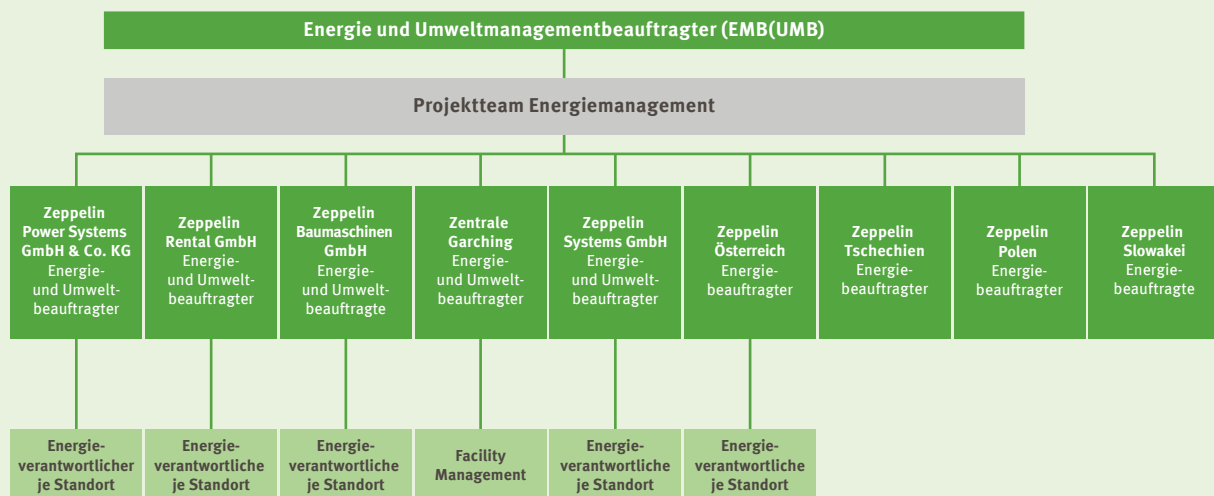 Energie und Umweltmanagementbeauftragter (EMB(UMB)
Projektteam Energiemanagement
Zeppelin
Power Systems
GmbH & Co. KG
Energie-
und Umwelt-
beauftragter
Zeppelin
Rental GmbH
Energie-
und Umwelt-
beauftragter
Zeppelin
Baumaschinen
GmbH
Energie-
und Umwelt-
beauftragte
Zentrale
Garching
Energie-
und Umwelt-
beauftragter
Zeppelin
Systems GmbH
Energie-
und Umwelt-
beauftragter
Zeppelin
Österreich
Energie-
beauftragter
Zeppelin
Tschechien
Energie-
beauftragter
Zeppelin
Polen
Energie-
beauftragter
Zeppelin
Slowakei
Energie-
beauftragte
Energie-
verantwortlicher
je Standort
Energie-
verantwortliche
je Standort
Energie-
verantwortliche
je Standort
Facility
Management
Energie-
verantwortliche
je Standort
Energie-
verantwortliche
je Standort